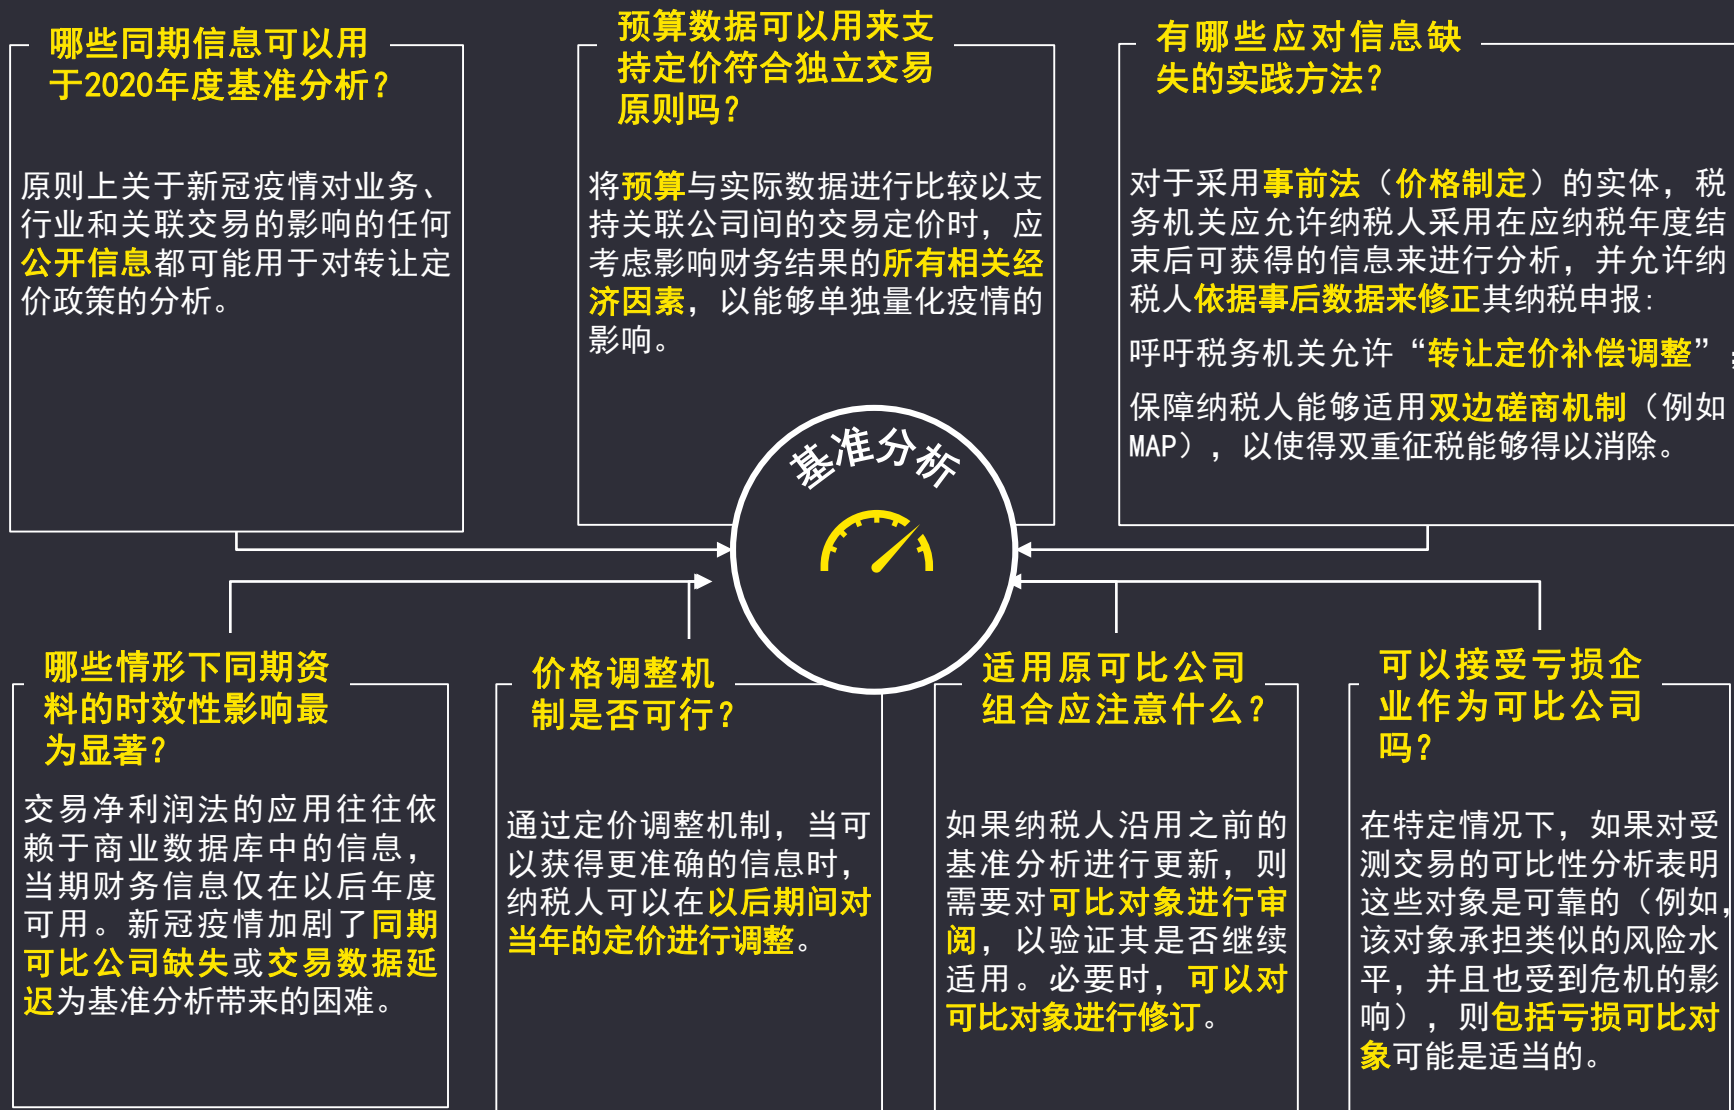 哪些同期信息可以用
于2020年度基准分析？
原则上关于新冠疫情对业务、
行业和关联交易的影响的任何
公开信息都可能用于对转让定
价政策的分析。
预算数据可以用来支
持定价符合独立交易
原则吗？
将预算与实际数据进行比较以支
持关联公司间的交易定价时，应
考虑影响财务结果的所有相关经
济因素，以能够单独量化疫情的
影响。
有哪些应对信息缺
失的实践方法？
对于采用事前法（价格制定）的实体，税
务机关应允许纳税人采用在应纳税年度结
束后可获得的信息来进行分析，并允许纳
税人依据事后数据来修正其纳税申报：
呼吁税务机关允许“转让定价补偿调整”；
保障纳税人能够适用双边磋商机制（例如
MAP），以使得双重征税能够得以消除。
基准分析
哪些情形下同期资
料的时效性影响最
为显著？
交易净利润法的应用往往依
赖于商业数据库中的信息，
当期财务信息仅在以后年度
可用。新冠疫情加剧了同期
可比公司缺失或交易数据延
迟为基准分析带来的困难。
价格调整机
制是否可行？
通过定价调整机制，当可
以获得更准确的信息时，
纳税人可以在以后期间对
当年的定价进行调整。
适用原可比公司
组合应注意什么？
如果纳税人沿用之前的
基准分析进行更新，则
需要对可比对象进行审
阅，以验证其是否继续
适用。必要时，可以对
可比对象进行修订。
可以接受亏损企
业作为可比公司
吗？
在特定情况下，如果对受
测交易的可比性分析表明
这些对象是可靠的（例如，
该对象承担类似的风险水
平，并且也受到危机的影
响），则包括亏损可比对
象可能是适当的。